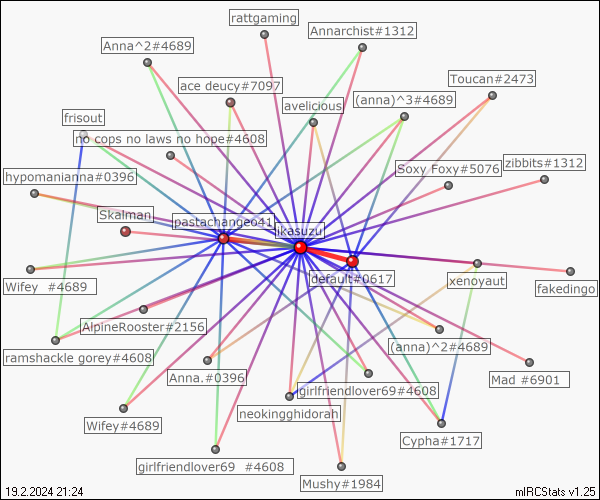 rattgaming
Annarchist#1312
Anna^2#4689
Toucan#2473
ace deucy#7097
(anna)^3#4689
avelicious
frisout
no cops no laws no hope#4608
zibbits#1312
Soxy Foxy#5076
hypomanianna#0396
Skalman
pastachange041
ikasuzu
default#0617
xenoyaut
Wifey #4689
fakedingo
AlpineRooster#2156
(anna)^2#4689
ramshackle gorey#4608
Anna.#0396
Mad #6901
girlfriendlover69#4608
neokingghidorah
Wifey#4689
Cypha#1717
girlfriendlover69 #4608
Mushy#1984
19.2.2024 21:24
mIRCStats v1.25